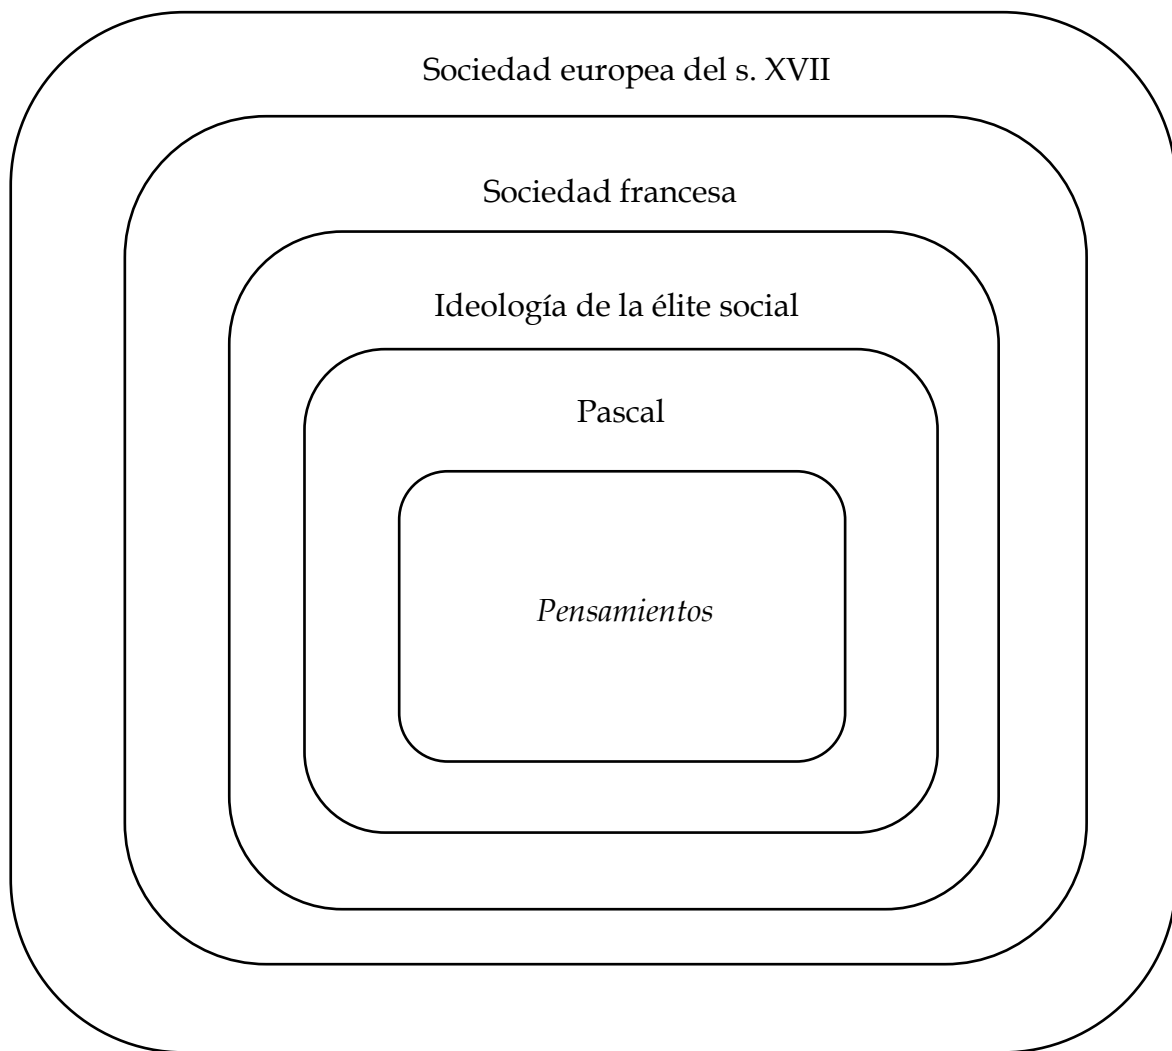 Sociedad europea del s. XVII
Sociedad francesa
Ideología de la élite social
Pascal
Pensamientos